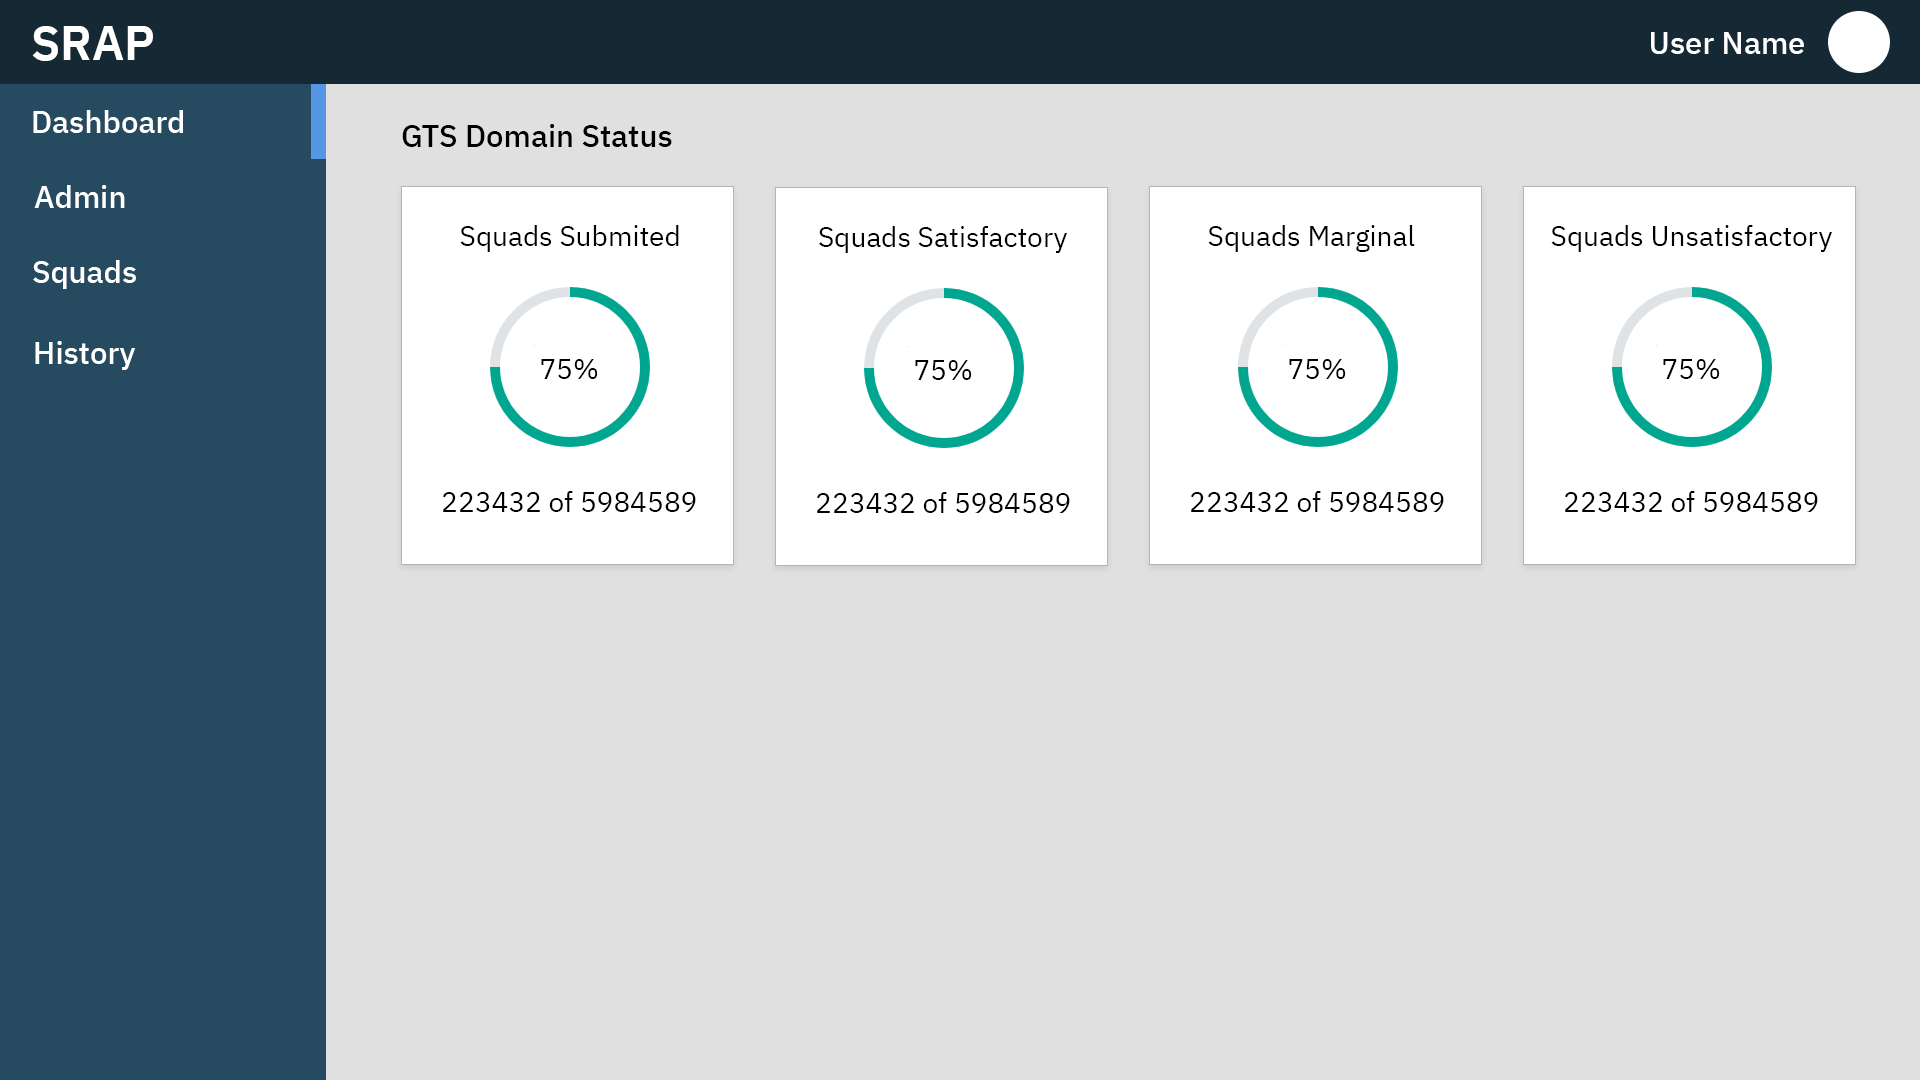 SRAP
User Name
Dashboard
Admin
Squads
History
GTS Domain Status
Squads Submited
75%
223432 of 5984589
Squads Satisfactory
75%
223432 of 5984589
Squads Marginal
75%
223432 of 5984589
Squads Unsatisfactory
75%
223432 of 5984589